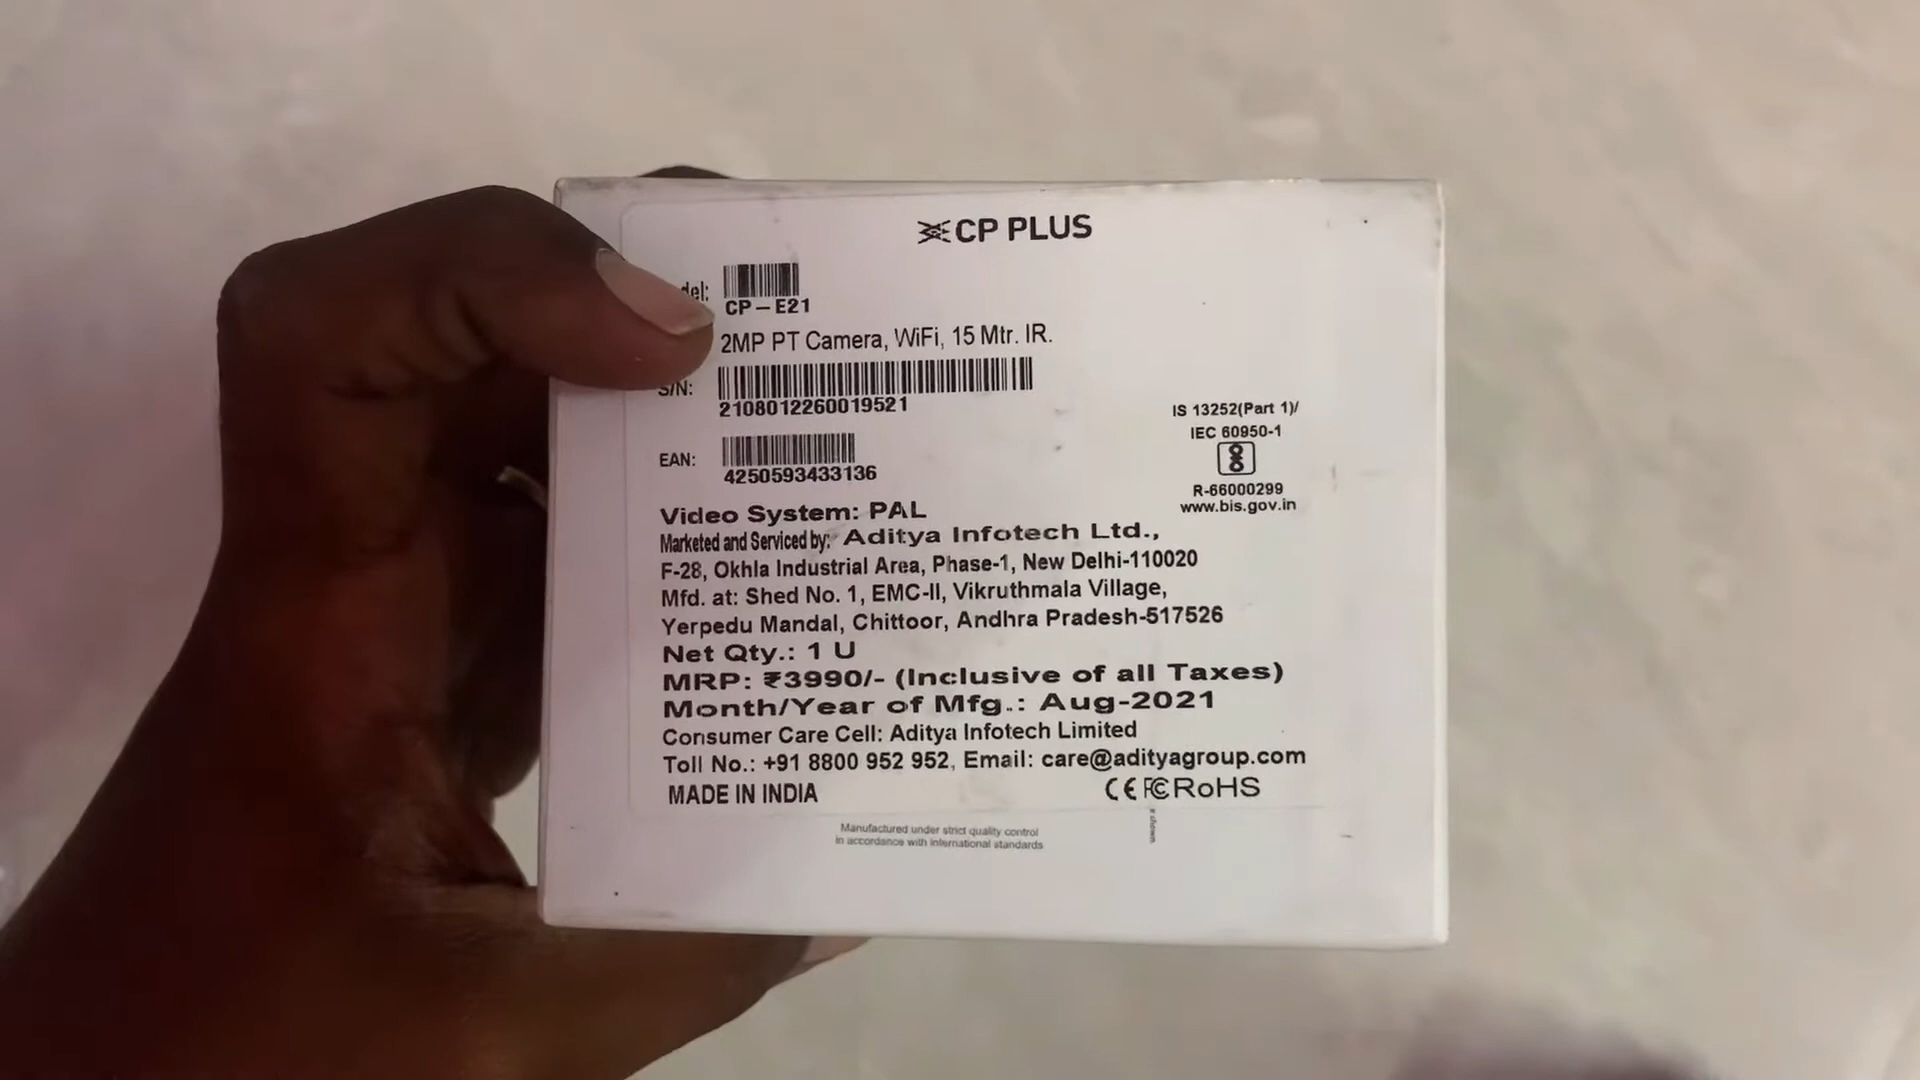 CP PLUS
del:
CP-E21
2MP PT Camera, WiFi, 15 Mtr. IR.
S/N:
2108012260019521
IS 13252(Part 1)/
IEC 60950-1
EAN:
4250593433136
R-66000299
www.bis.gov.in
Video System: PAL
Marketed and Serviced by: Aditya Infotech Ltd.,
F-28, Okhla Industrial Area, Phase-1, New Delhi-110020
Mfd. at: Shed No. 1, EMC-II, Vikruthmala Village,
Yerpedu Mandal, Chittoor, Andhra Pradesh-517526
Net Qty.: 1 U
MRP: ₹3990/- (Inclusive of all Taxes)
Month/Year of Mfg.: Aug-2021
Consumer Care Cell: Aditya Infotech Limited
Toll No.: +91 8800 952 952, Email: care@adityagroup.com
MADE IN INDIA
CE FC RoHS
Manufactured under strict quality control
in accordance with international standards
shown